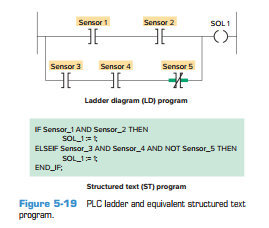 Sensor 1 Sensor 2 SOL 1
Sensor 3 Sensor 4 Sensor 5
Ladder diagram (LD) program
IF Sensor_1 AND Sensor_2 THEN
SOL_1 := 1;
ELSEIF Sensor_3 AND Sensor_4 AND NOT Sensor_5 THEN
SOL_1 := 1;
END_IF;
Structured text (ST) program
Figure 5-19 PLC ladder and equivalent structured text
program.